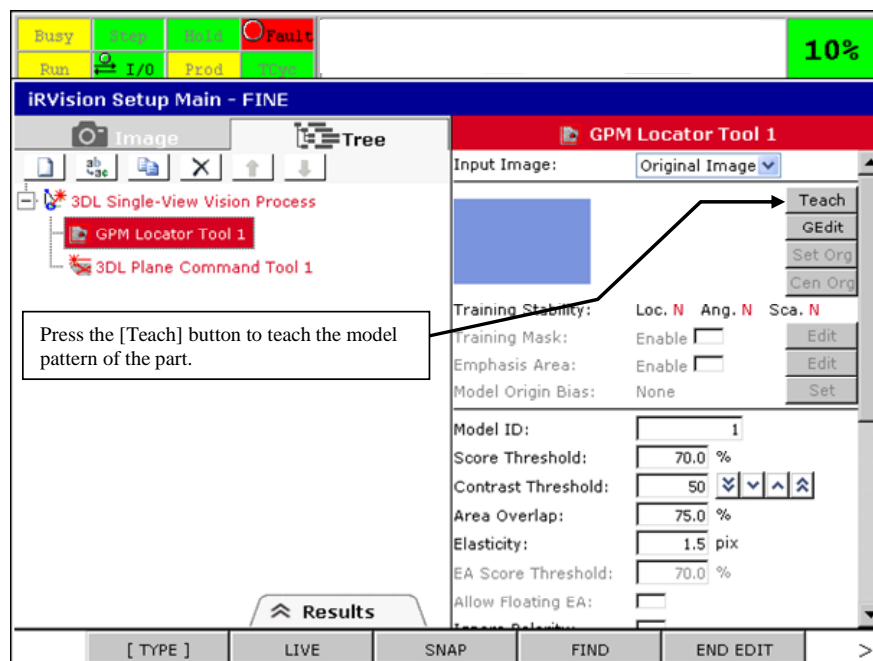 Busy Step Hold Fault
Run I/O Prod TCyc
10%
iRVision Setup Main - FINE
Image Tree
GPM Locator Tool 1
Input Image: Original Image
3DL Single-View Vision Process
GPM Locator Tool 1
3DL Plane Command Tool 1
Teach
GEdit
Set Org
Cen Org
Press the [Teach] button to teach the model
pattern of the part.
Training Stability: Loc. N Ang. N Sca. N
Training Mask: Enable Edit
Emphasis Area: Enable Edit
Model Origin Bias: None Set
Model ID: 1
Score Threshold: 70.0 %
Contrast Threshold: 50
Area Overlap: 75.0 %
Elasticity: 1.5 pix
EA Score Threshold: 70.0 %
Allow Floating EA:
Results
[ TYPE ] LIVE SNAP FIND END EDIT >